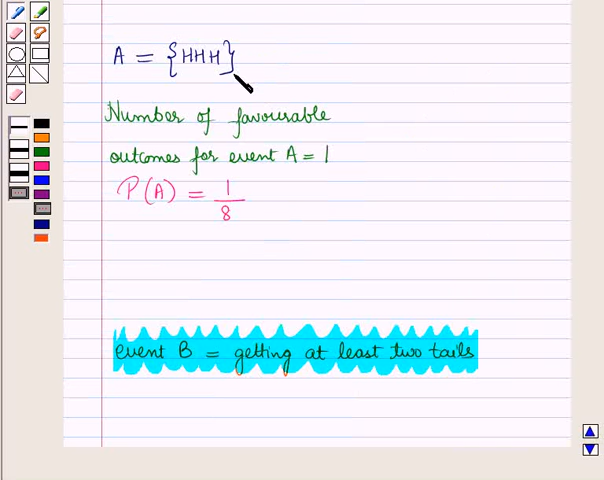 A = {HHH}
Number of favourable
outcomes for event A = 1
P(A) = 1/8
event B = getting at least two tails